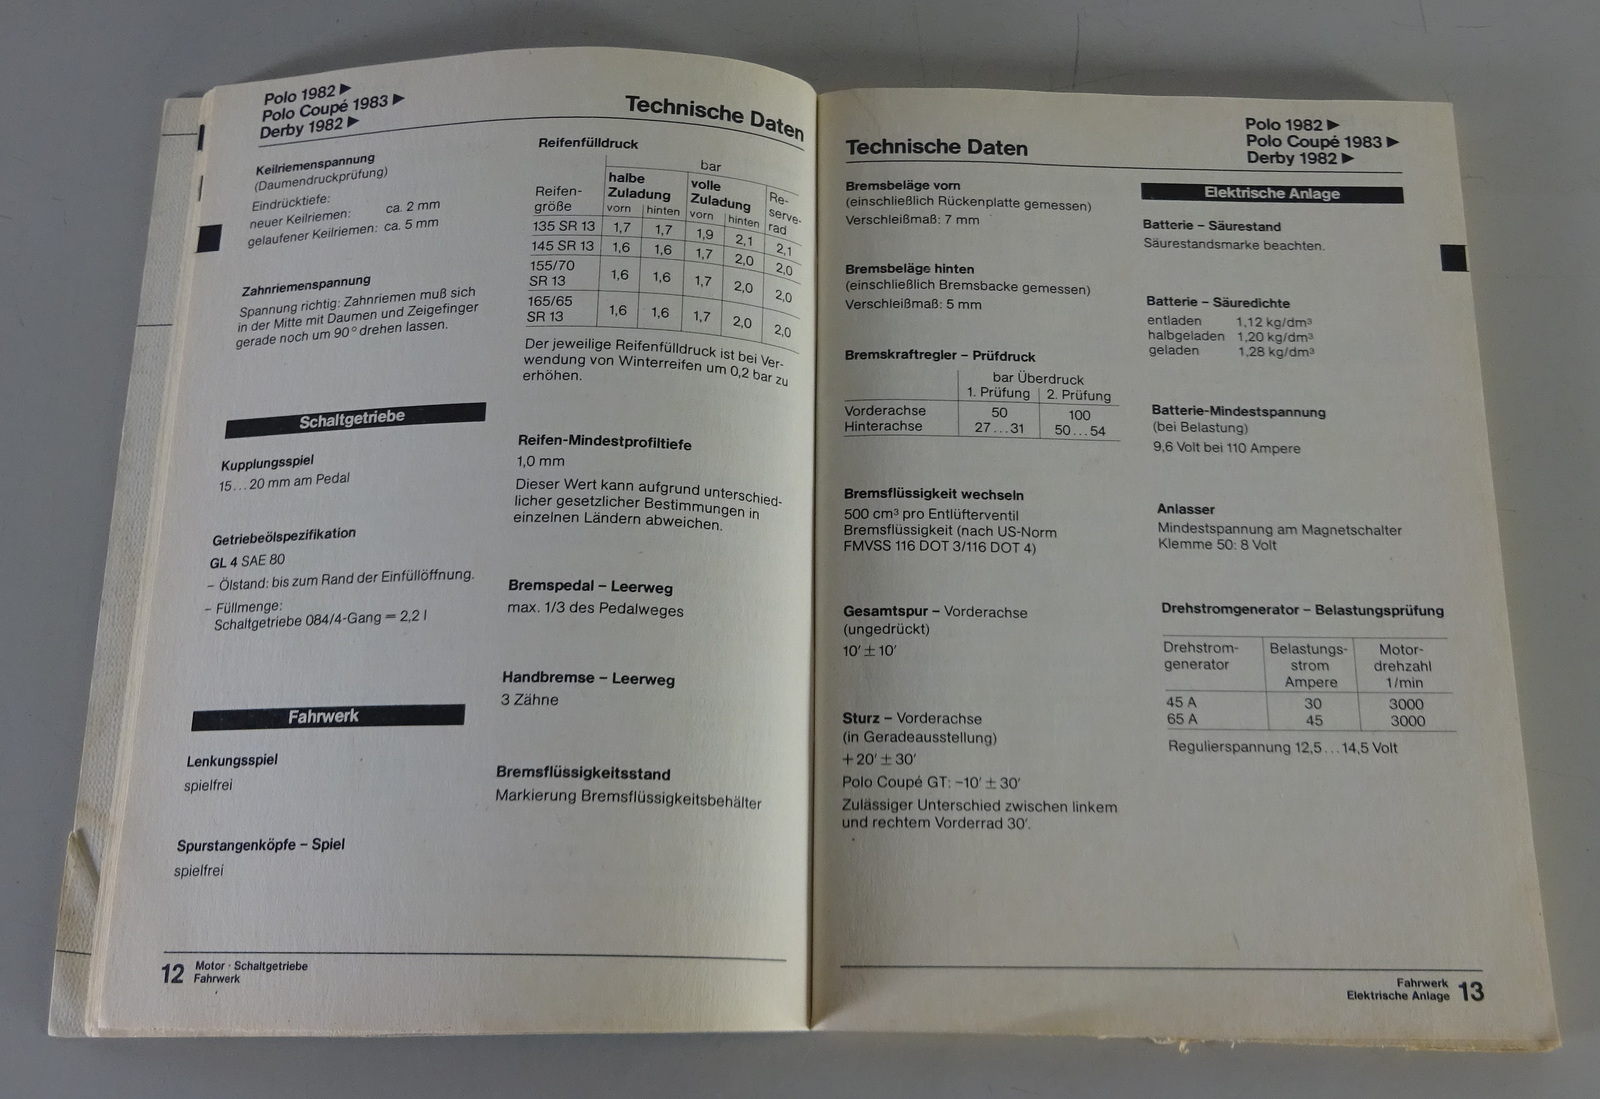 Polo 1982 ▶
Polo Coupé 1983 ▶
Derby 1982 ▶
Technische Daten
Keilriemenspannung
(Daumendruckprüfung)
Eindrücktiefe:
neuer Keilriemen: ca. 2 mm
gelaufener Keilriemen: ca. 5 mm
Zahnriemenspannung
Spannung richtig: Zahnriemen muß sich
in der Mitte mit Daumen und Zeigefinger
gerade noch um 90° drehen lassen.
Schaltgetriebe
Kupplungsspiel
15...20 mm am Pedal
Getriebeölspezifikation
GL 4 SAE 80
– Ölstand: bis zum Rand der Einfüllöffnung.
– Füllmenge:
Schaltgetriebe 084/4-Gang = 2,2 l
Fahrwerk
Lenkungsspiel
spielfrei
Spurstangenköpfe – Spiel
spielfrei
Reifenfülldruck
bar
Reifen-
größe
halbe
Zuladung
volle
Zuladung
Re-
serve-
rad
vorn hinten vorn hinten
135 SR 13 1,7 1,7 1,9 2,1 2,1
145 SR 13 1,6 1,6 1,7 2,0 2,0
155/70
SR 13 1,6 1,6 1,7 2,0 2,0
165/65
SR 13 1,6 1,6 1,7 2,0 2,0
Der jeweilige Reifenfülldruck ist bei Ver-
wendung von Winterreifen um 0,2 bar zu
erhöhen.
Reifen-Mindestprofiltiefe
1,0 mm
Dieser Wert kann aufgrund unterschied-
licher gesetzlicher Bestimmungen in
einzelnen Ländern abweichen.
Bremspedal – Leerweg
max. 1/3 des Pedalweges
Handbremse – Leerweg
3 Zähne
Bremsflüssigkeitsstand
Markierung Bremsflüssigkeitsbehälter
12 Motor · Schaltgetriebe
Fahrwerk
Technische Daten
Polo 1982 ▶
Polo Coupé 1983 ▶
Derby 1982 ▶
Bremsbeläge vorn
(einschließlich Rückenplatte gemessen)
Verschleißmaß: 7 mm
Bremsbeläge hinten
(einschließlich Bremsbacke gemessen)
Verschleißmaß: 5 mm
Bremskraftregler – Prüfdruck
bar Überdruck
1. Prüfung 2. Prüfung
Vorderachse 50 100
Hinterachse 27...31 50...54
Bremsflüssigkeit wechseln
500 cm³ pro Entlüfterventil
Bremsflüssigkeit (nach US-Norm
FMVSS 116 DOT 3/116 DOT 4)
Gesamtspur – Vorderachse
(ungedrückt)
10′ ± 10′
Sturz – Vorderachse
(in Geradeausstellung)
+20′ ± 30′
Polo Coupé GT: –10′ ± 30′
Zulässiger Unterschied zwischen linkem
und rechtem Vorderrad 30′.
Elektrische Anlage
Batterie – Säurestand
Säurestandsmarke beachten.
Batterie – Säuredichte
entladen 1,12 kg/dm³
halbgeladen 1,20 kg/dm³
geladen 1,28 kg/dm³
Batterie-Mindestspannung
(bei Belastung)
9,6 Volt bei 110 Ampere
Anlasser
Mindestspannung am Magnetschalter
Klemme 50: 8 Volt
Drehstromgenerator – Belastungsprüfung
Drehstrom-
generator
Belastungs-
strom
Ampere
Motor-
drehzahl
1/min
45 A 30 3000
65 A 45 3000
Regulierspannung 12,5...14,5 Volt
Fahrwerk
Elektrische Anlage 13